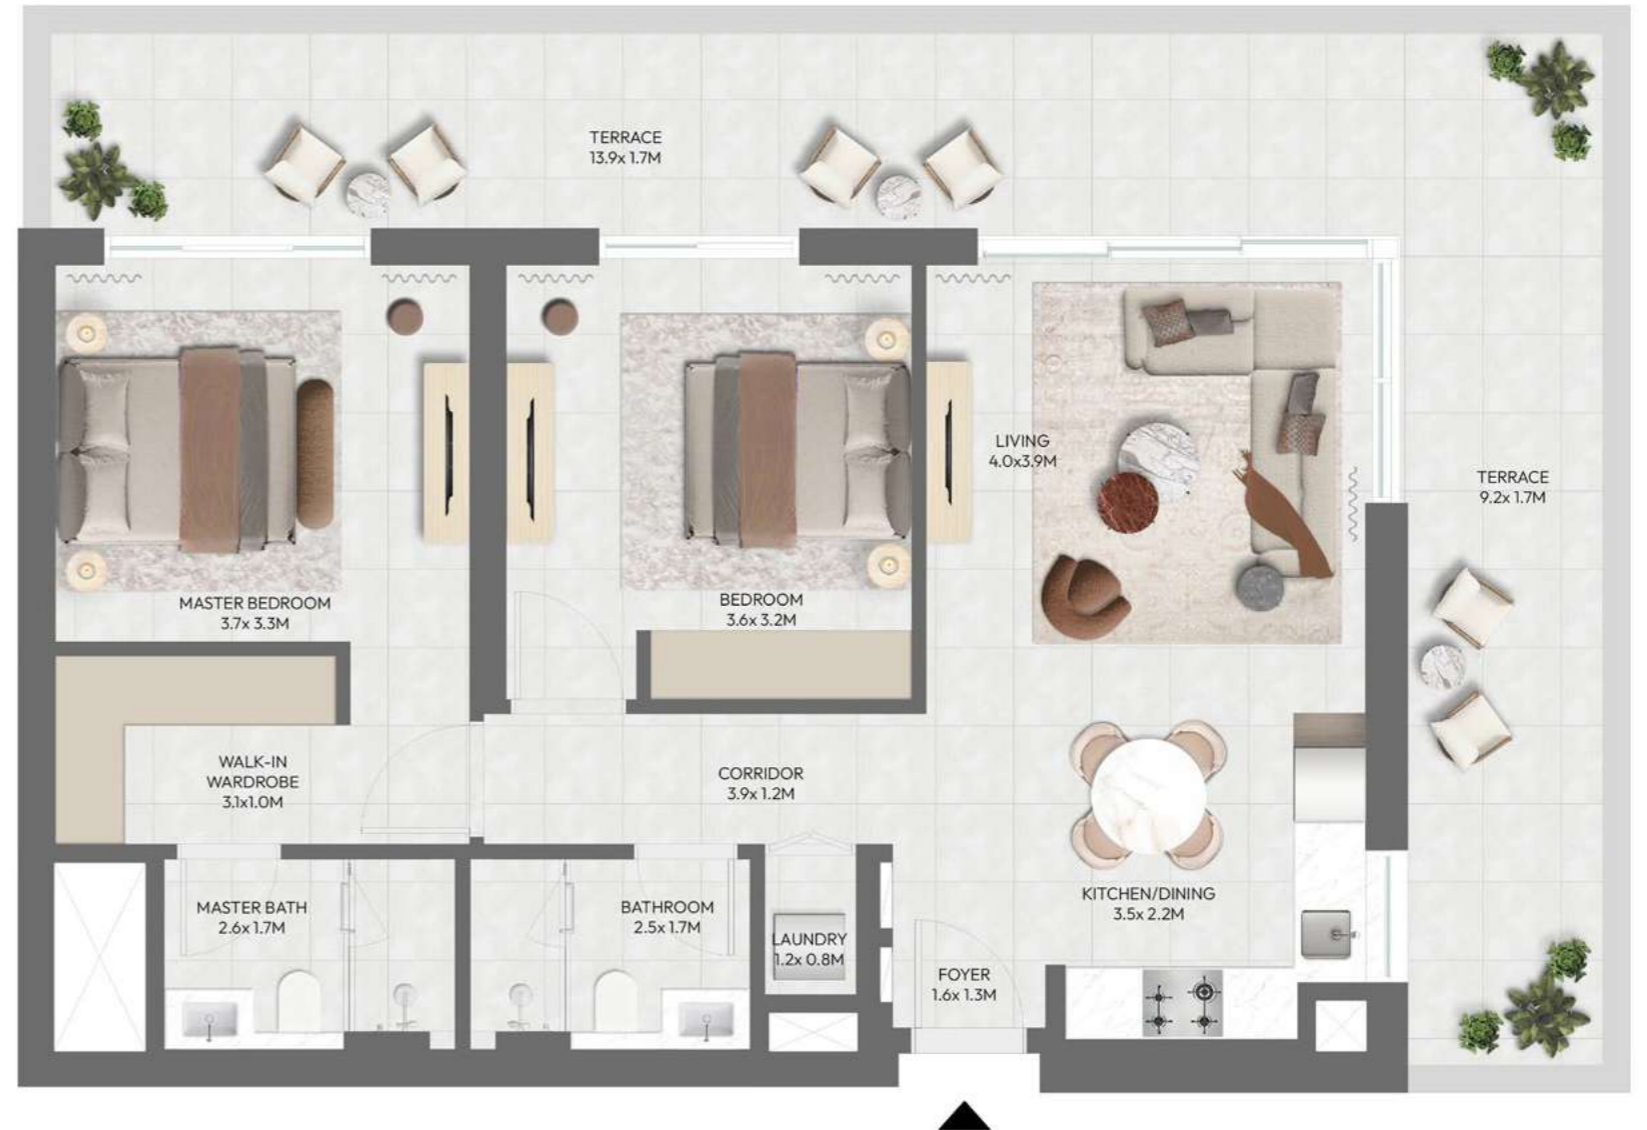 TERRACE
13.9x 1.7M
LIVING
4.0x3.9M
TERRACE
9.2x 1.7M
MASTER BEDROOM
3.7x 3.3M
BEDROOM
3.6x 3.2M
WALK-IN
WARDROBE
3.1x1.0M
CORRIDOR
3.9x 1.2M
KITCHEN/DINING
3.5x 2.2M
MASTER BATH
2.6x 1.7M
BATHROOM
2.5x 1.7M
LAUNDRY
1.2x 0.8M
FOYER
1.6x 1.3M